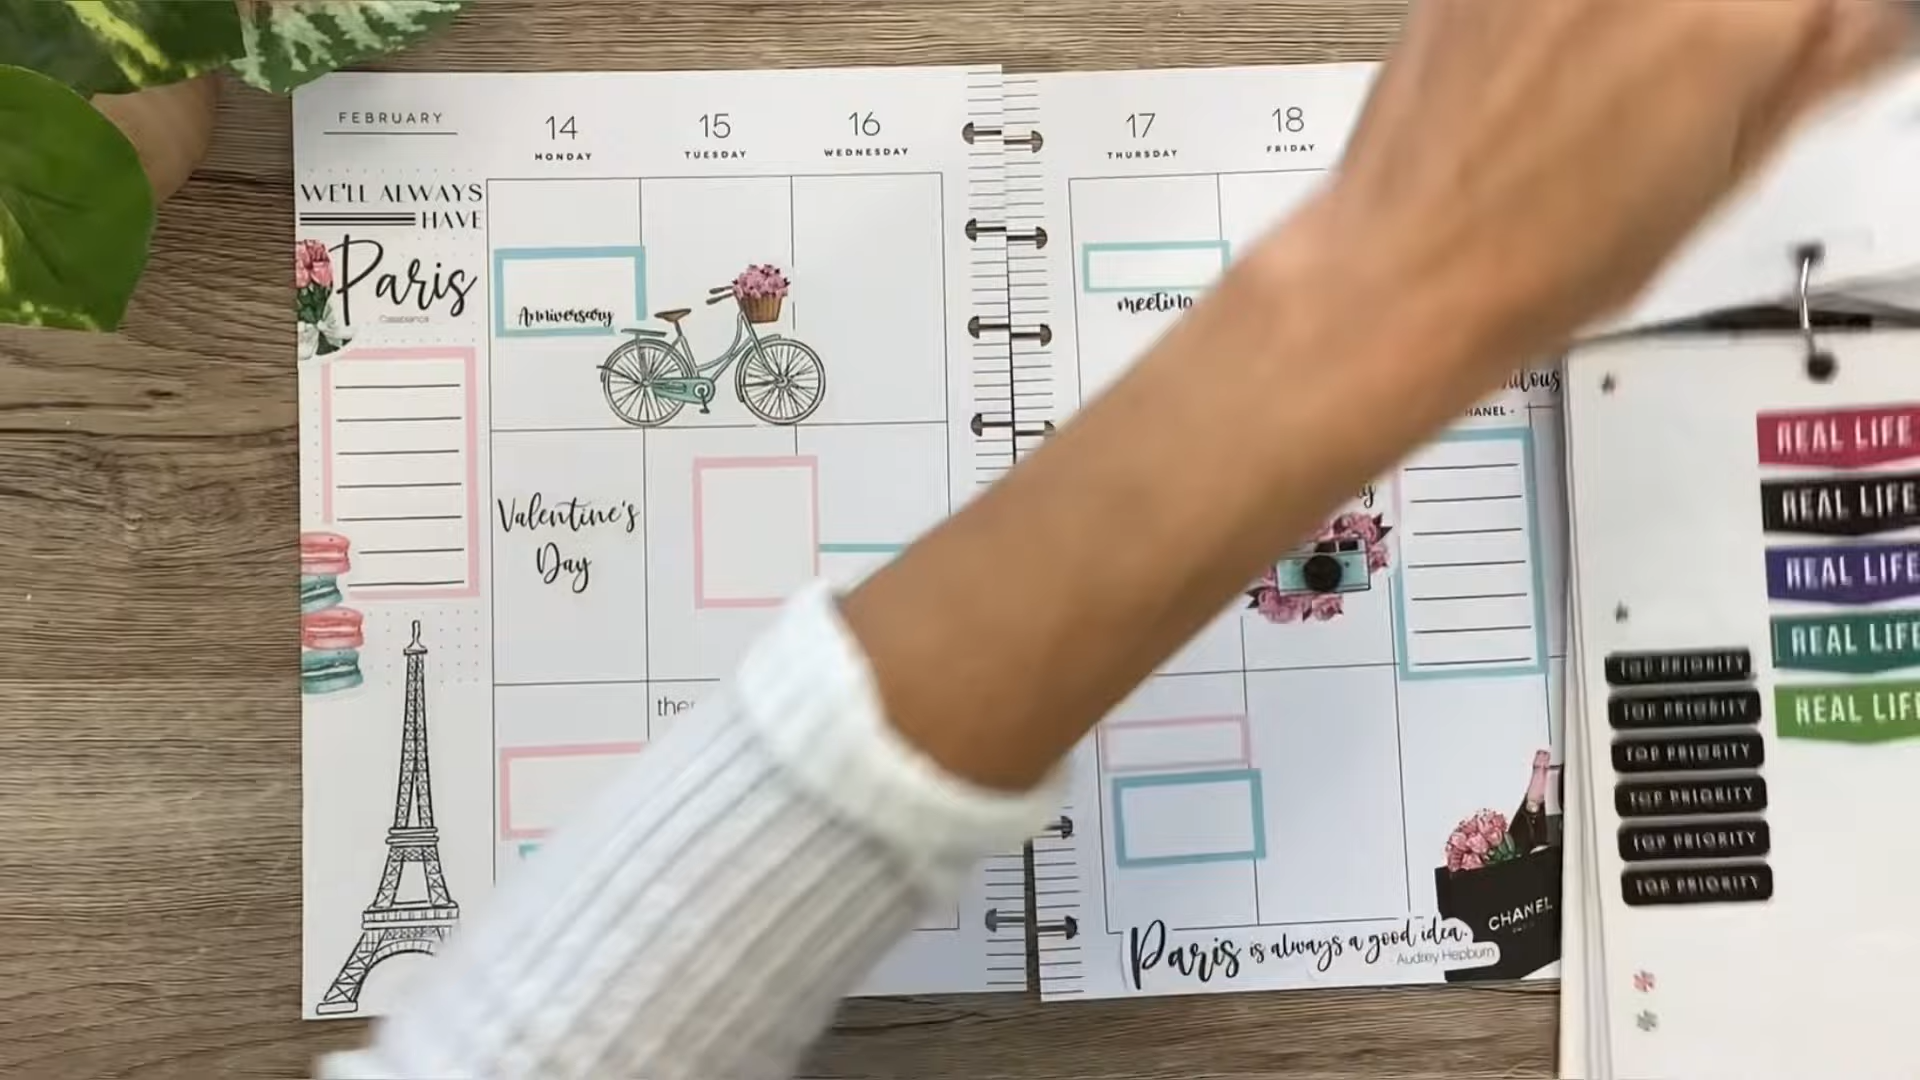 FEBRUARY
14
MONDAY
15
TUESDAY
16
WEDNESDAY
17
THURSDAY
18
FRIDAY
WE'LL ALWAYS
HAVE
Paris
Casablanca
Anniversary
meeting
Valentine's
Day
CHANEL
Paris is always a good idea.
Audrey Hepburn
CHANEL
REAL LIFE
REAL LIFE
REAL LIFE
REAL LIFE
REAL LIFE
TOP PRIORITY
TOP PRIORITY
TOP PRIORITY
TOP PRIORITY
TOP PRIORITY
TOP PRIORITY